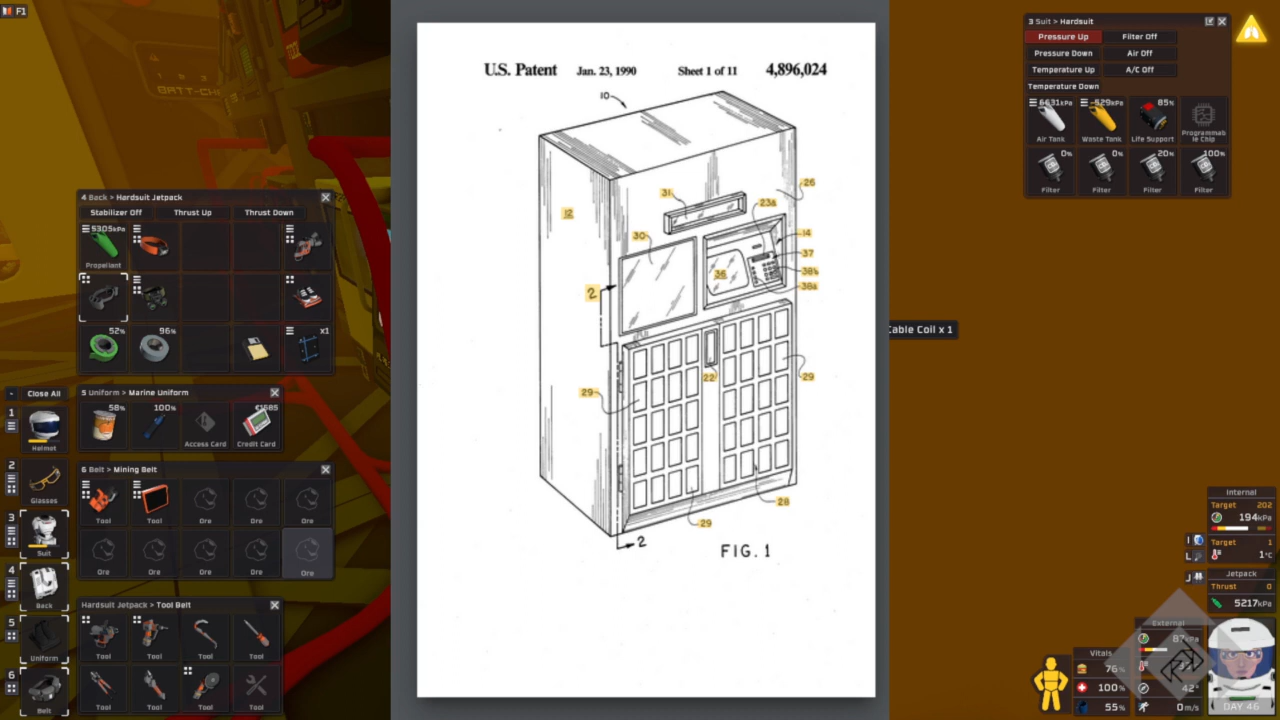 F1
BATT-CH
4 Back > Hardsuit Jetpack
Stabilizer Off
Thrust Up
Thrust Down
5305kPa
Propellant
52%
96%
x1
Close All
1
Helmet
2
Glasses
3
Suit
4
Back
5
Uniform
6
Belt
5 Uniform > Marine Uniform
58%
100%
Access Card
€1585
Credit Card
6 Belt > Mining Belt
Tool
Tool
Ore
Ore
Ore
Ore
Ore
Ore
Ore
Ore
Hardsuit Jetpack > Tool Belt
Tool
Tool
Tool
Tool
Tool
Tool
Tool
Tool
U.S. Patent
Jan. 23, 1990
Sheet 1 of 11
4,896,024
10
12
31
26
23a
30
14
37
36
38b
38a
2
22
29
29
28
29
2
FIG. 1
Cable Coil x 1
3 Suit > Hardsuit
Pressure Up
Filter Off
Pressure Down
Air Off
Temperature Up
A/C Off
Temperature Down
6631kPa
Air Tank
Waste Tank
85%
Life Support
Programmable Chip
0%
Filter
0%
Filter
20%
Filter
100%
Filter
Internal
Target 202
194kPa
Target 1
1°C
I
L
J
Jetpack
Thrust 0
5217kPa
External
87kPa
Vitals
76%
100%
55%
42°
0m/s
DAY 46